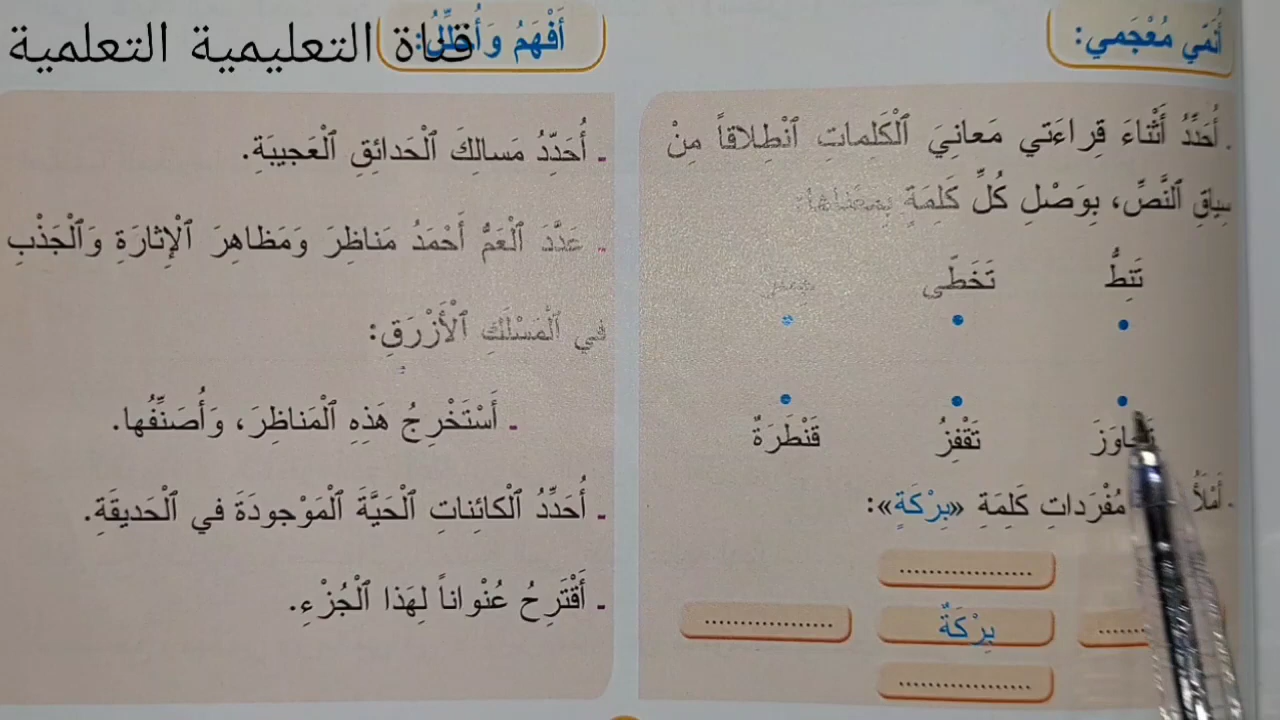 قناة التعليمية التعلمية
أُنَمّي مُعْجَمي:
. أُحَدِّدُ أَثْناءَ قِراءَتي مَعانِيَ ٱلْكَلِماتِ ٱنْطِلاقاً مِنْ
سِياقِ ٱلنَّصِّ، بِوَصْلِ كُلِّ كَلِمَةٍ بِمَعْناها:
تَنِطُّ تَخَطّى
تَجاوَزَ تَقْفِزُ قَنْطَرَةٌ
. أَمْلَأُ مُفْرَداتِ كَلِمَةِ «بِرْكَةٍ»:
..................
.................. بِرْكَةٌ ......
..................
أَفْهَمُ وَأُحَلِّلُ:
- أُحَدِّدُ مَسالِكَ ٱلْحَدائِقِ ٱلْعَجيبَةِ.
- عَدَّدَ ٱلْعَمُّ أَحْمَدُ مَناظِرَ وَمَظاهِرَ ٱلْإِثارَةِ وَٱلْجَذْبِ
في ٱلْمَسْلَكِ ٱلْأَزْرَقِ:
- أَسْتَخْرِجُ هَذِهِ ٱلْمَناظِرَ، وَأُصَنِّفُها.
- أُحَدِّدُ ٱلْكائِناتِ ٱلْحَيَّةَ ٱلْمَوْجودَةَ في ٱلْحَديقَةِ.
- أَقْتَرِحُ عُنْواناً لِهَذا ٱلْجُزْءِ.